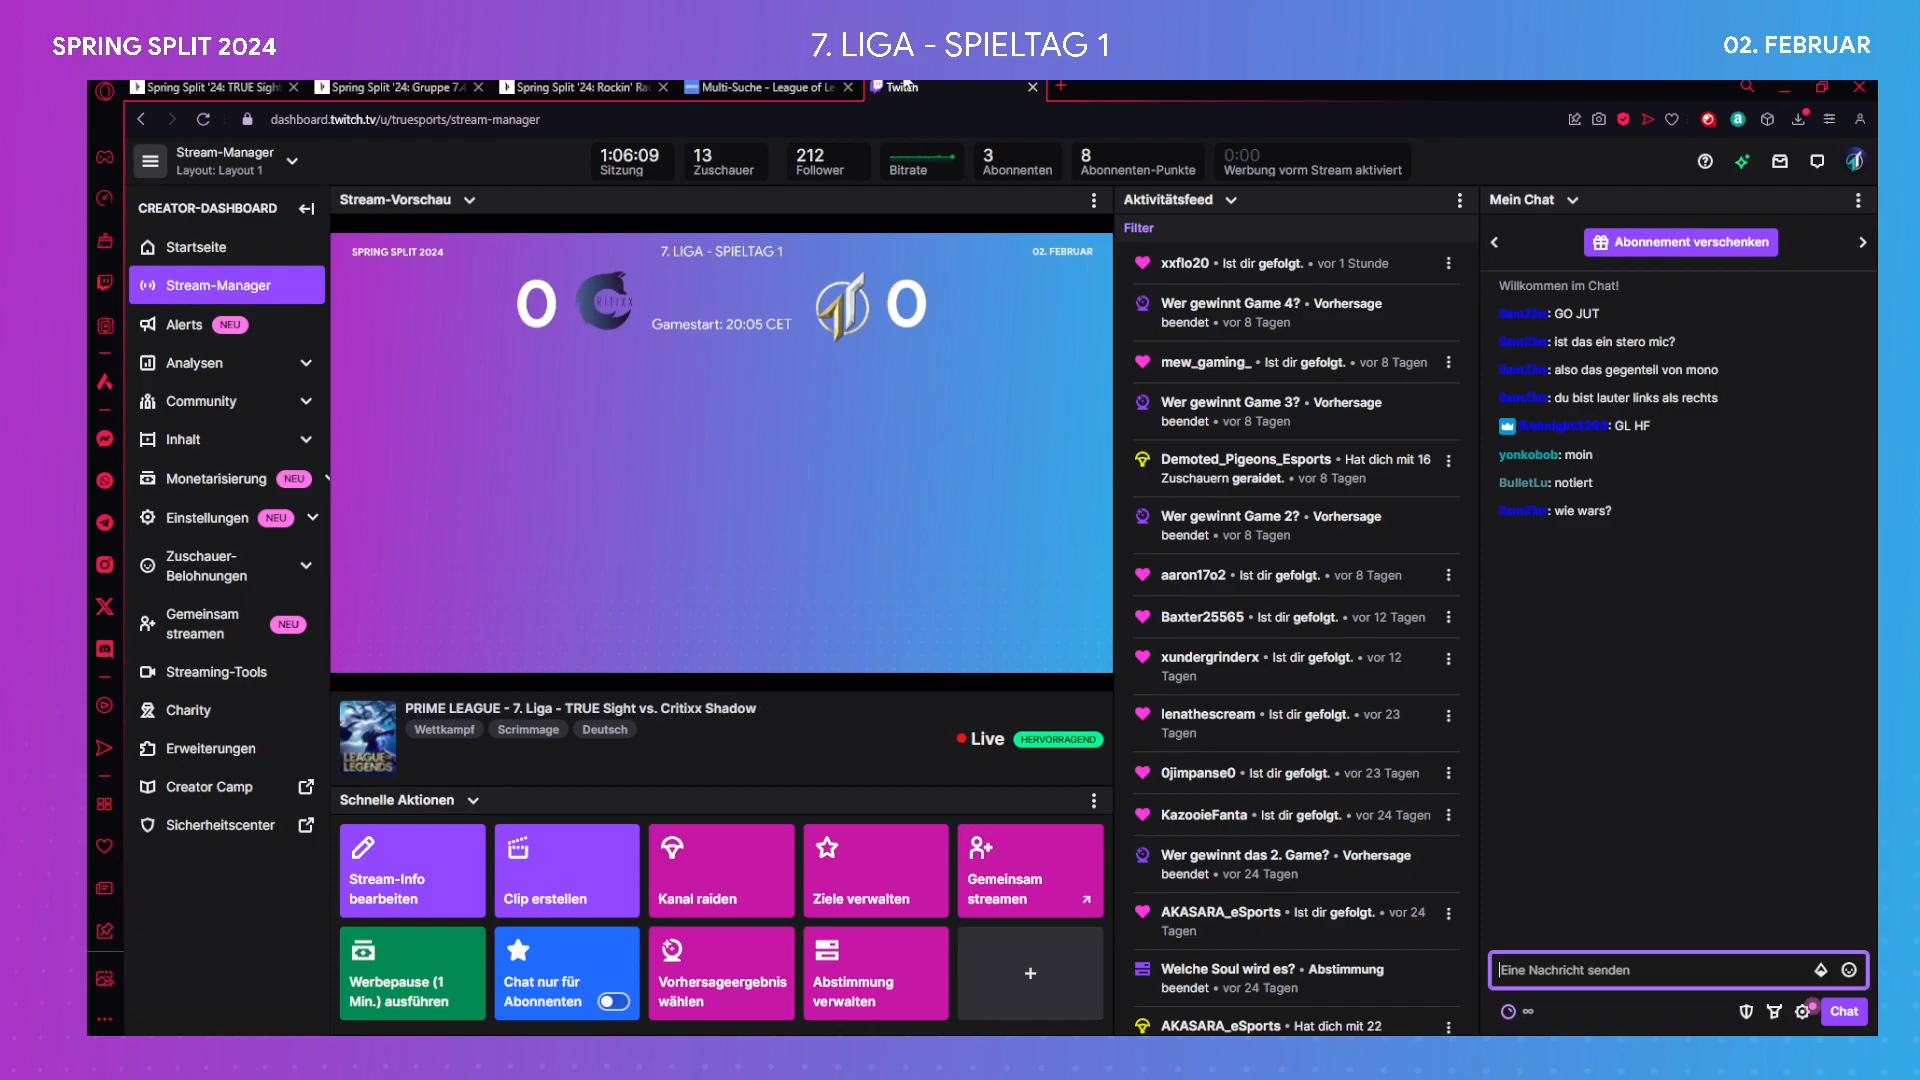 SPRING SPLIT 2024
7. LIGA - SPIELTAG 1
02. FEBRUAR
Spring Split '24: TRUE Sight
Spring Split '24: Gruppe 7.4
Spring Split '24: Rockin' Ra
Multi-Suche - League of Le
Twitch
dashboard.twitch.tv/u/truesports/stream-manager
Stream-Manager
Layout: Layout 1
1:06:09
Sitzung
13
Zuschauer
212
Follower
Bitrate
3
Abonnenten
8
Abonnenten-Punkte
0:00
Werbung vorm Stream aktiviert
CREATOR-DASHBOARD
Startseite
Stream-Manager
Alerts NEU
Analysen
Community
Inhalt
Monetarisierung NEU
Einstellungen NEU
Zuschauer-
Belohnungen
Gemeinsam
streamen NEU
Streaming-Tools
Charity
Erweiterungen
Creator Camp
Sicherheitscenter
Stream-Vorschau
SPRING SPLIT 2024
7. LIGA - SPIELTAG 1
02. FEBRUAR
0
CRITIXX
Gamestart: 20:05 CET
0
LEAGUE OF
LEGENDS
PRIME LEAGUE - 7. Liga - TRUE Sight vs. Critixx Shadow
Wettkampf Scrimmage Deutsch
Live HERVORRAGEND
Schnelle Aktionen
Stream-Info
bearbeiten
Clip erstellen
Kanal raiden
Ziele verwalten
Gemeinsam
streamen
Werbepause (1
Min.) ausführen
Chat nur für
Abonnenten
Vorhersageergebnis
wählen
Abstimmung
verwalten
Aktivitätsfeed
Filter
xxflo20 • Ist dir gefolgt. • vor 1 Stunde
Wer gewinnt Game 4? • Vorhersage
beendet • vor 8 Tagen
mew_gaming_ • Ist dir gefolgt. • vor 8 Tagen
Wer gewinnt Game 3? • Vorhersage
beendet • vor 8 Tagen
Demoted_Pigeons_Esports • Hat dich mit 16
Zuschauern geraidet. • vor 8 Tagen
Wer gewinnt Game 2? • Vorhersage
beendet • vor 8 Tagen
aaron17o2 • Ist dir gefolgt. • vor 8 Tagen
Baxter25565 • Ist dir gefolgt. • vor 12 Tagen
xundergrinderx • Ist dir gefolgt. • vor 12
Tagen
lenathescream • Ist dir gefolgt. • vor 23
Tagen
0jimpanse0 • Ist dir gefolgt. • vor 23 Tagen
KazooieFanta • Ist dir gefolgt. • vor 24 Tagen
Wer gewinnt das 2. Game? • Vorhersage
beendet • vor 24 Tagen
AKASARA_eSports • Ist dir gefolgt. • vor 24
Tagen
Welche Soul wird es? • Abstimmung
beendet • vor 24 Tagen
AKASARA_eSports • Hat dich mit 22
Mein Chat
Abonnement verschenken
Willkommen im Chat!
: GO JUT
: ist das ein stero mic?
: also das gegenteil von mono
: du bist lauter links als rechts
: GL HF
yonkobob: moin
BulletLu: notiert
: wie wars?
Eine Nachricht senden
Chat